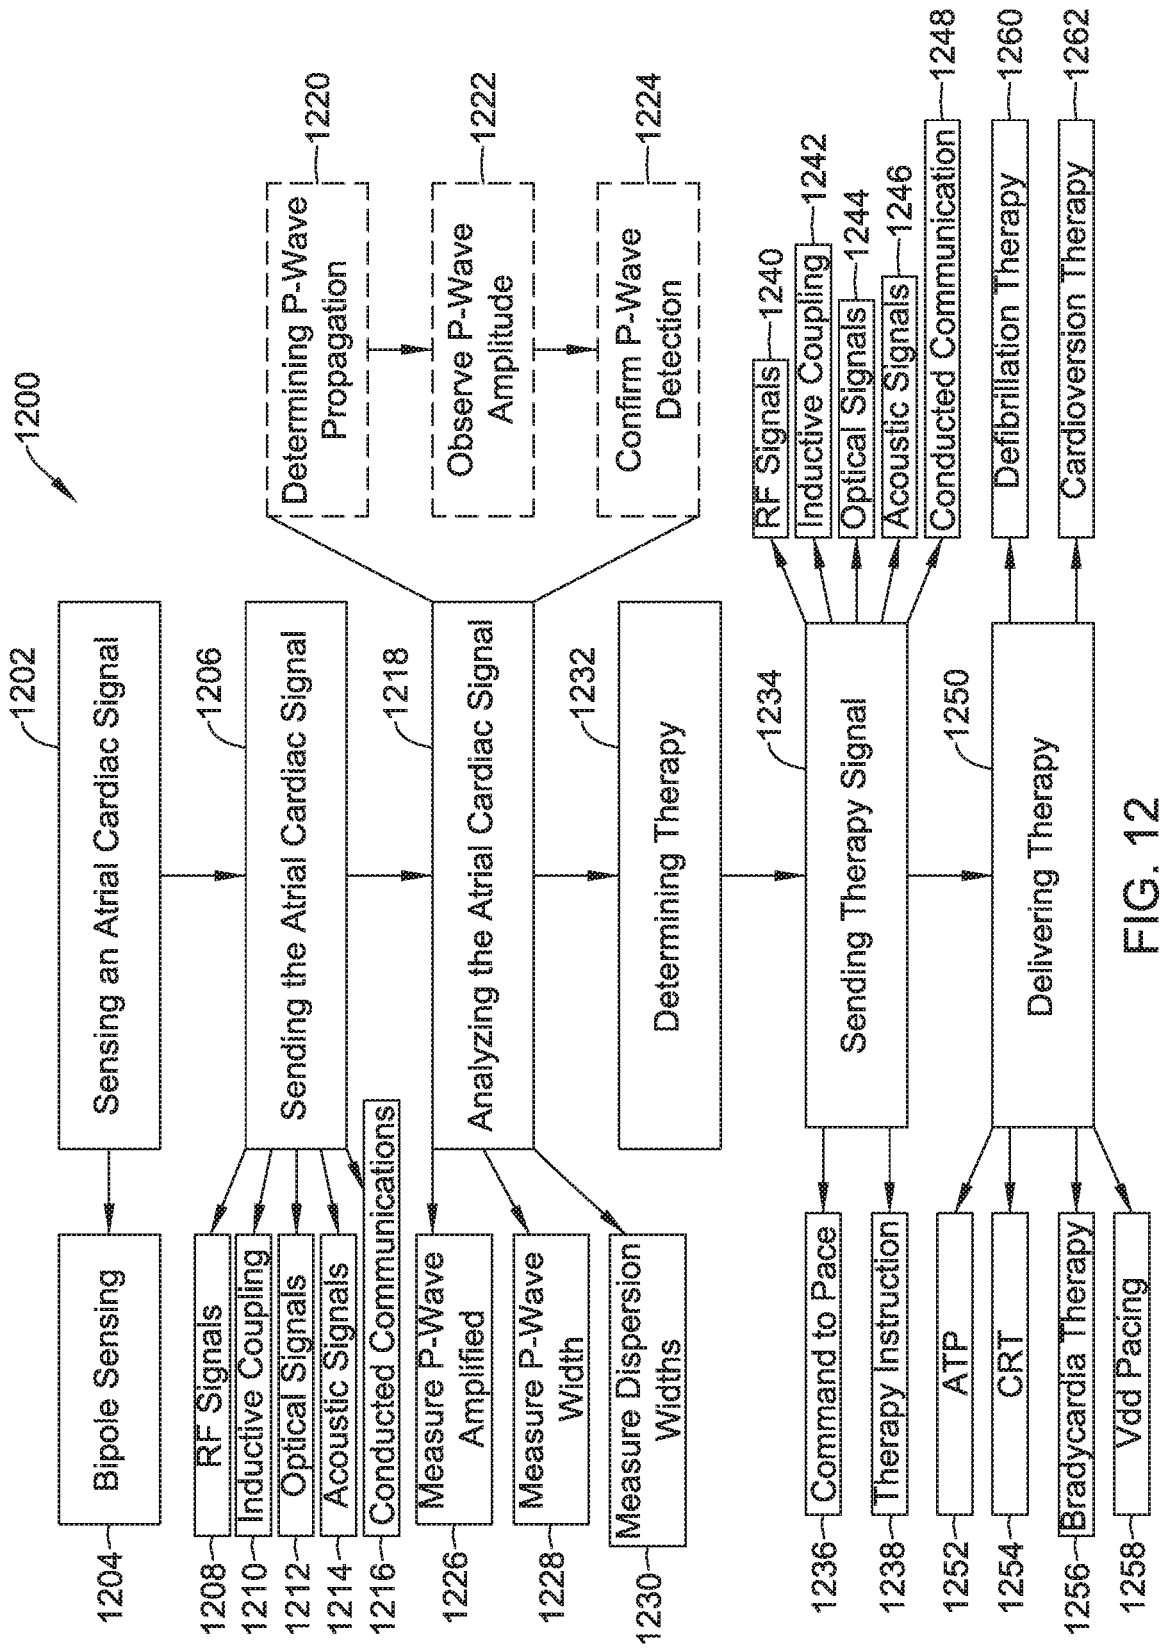 1200
1202
Sensing an Atrial Cardiac Signal
Bipole Sensing
1204
1206
Sending the Atrial Cardiac Signal
RF Signals
1208
Inductive Coupling
1210
Optical Signals
1212
Acoustic Signals
1214
Conducted Communications
1216
1218
Analyzing the Atrial Cardiac Signal
Determining P-Wave
Propagation
1220
Observe P-Wave
Amplitude
1222
Confirm P-Wave
Detection
1224
Measure P-Wave
Amplified
1226
Measure P-Wave
Width
1228
Measure Dispersion
Widths
1230
1232
Determining Therapy
1234
Sending Therapy Signal
Command to Pace
1236
Therapy Instruction
1238
RF Signals
1240
Inductive Coupling
1242
Optical Signals
1244
Acoustic Signals
1246
Conducted Communication
1248
1250
Delivering Therapy
ATP
1252
CRT
1254
Bradycardia Therapy
1256
Vdd Pacing
1258
Defibrillation Therapy
1260
Cardioversion Therapy
1262
FIG. 12